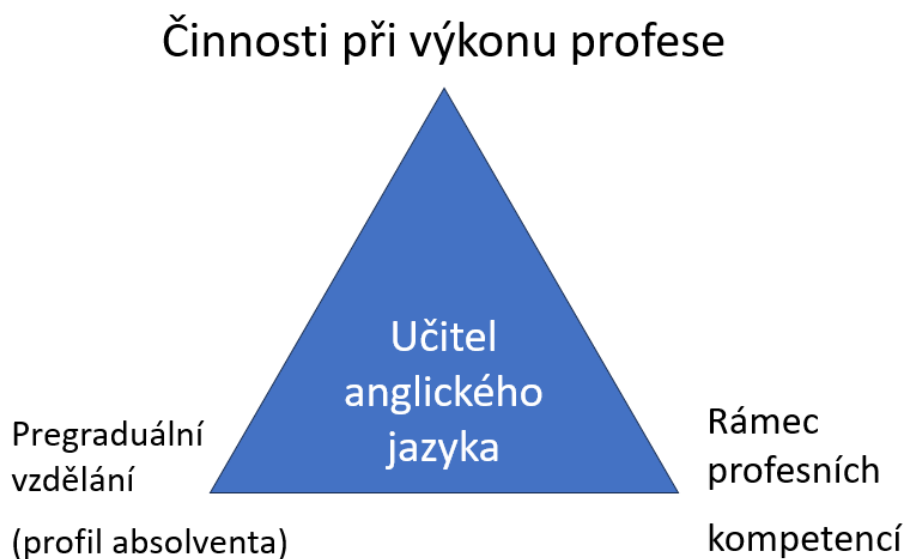 Činnosti při výkonu profese
Učitel
anglického
jazyka
Pregraduální
vzdělání
(profil absolventa)
Rámec
profesních
kompetencí